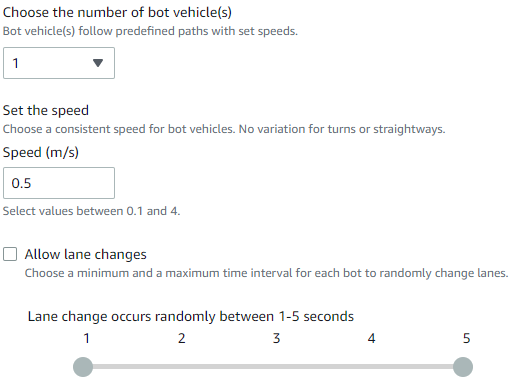 Choose the number of bot vehicle(s)
Bot vehicle(s) follow predefined paths with set speeds.
1
Set the speed
Choose a consistent speed for bot vehicles. No variation for turns or straightways.
Speed (m/s)
0.5
Select values between 0.1 and 4.
Allow lane changes
Choose a minimum and a maximum time interval for each bot to randomly change lanes.
Lane change occurs randomly between 1-5 seconds
1 2 3 4 5